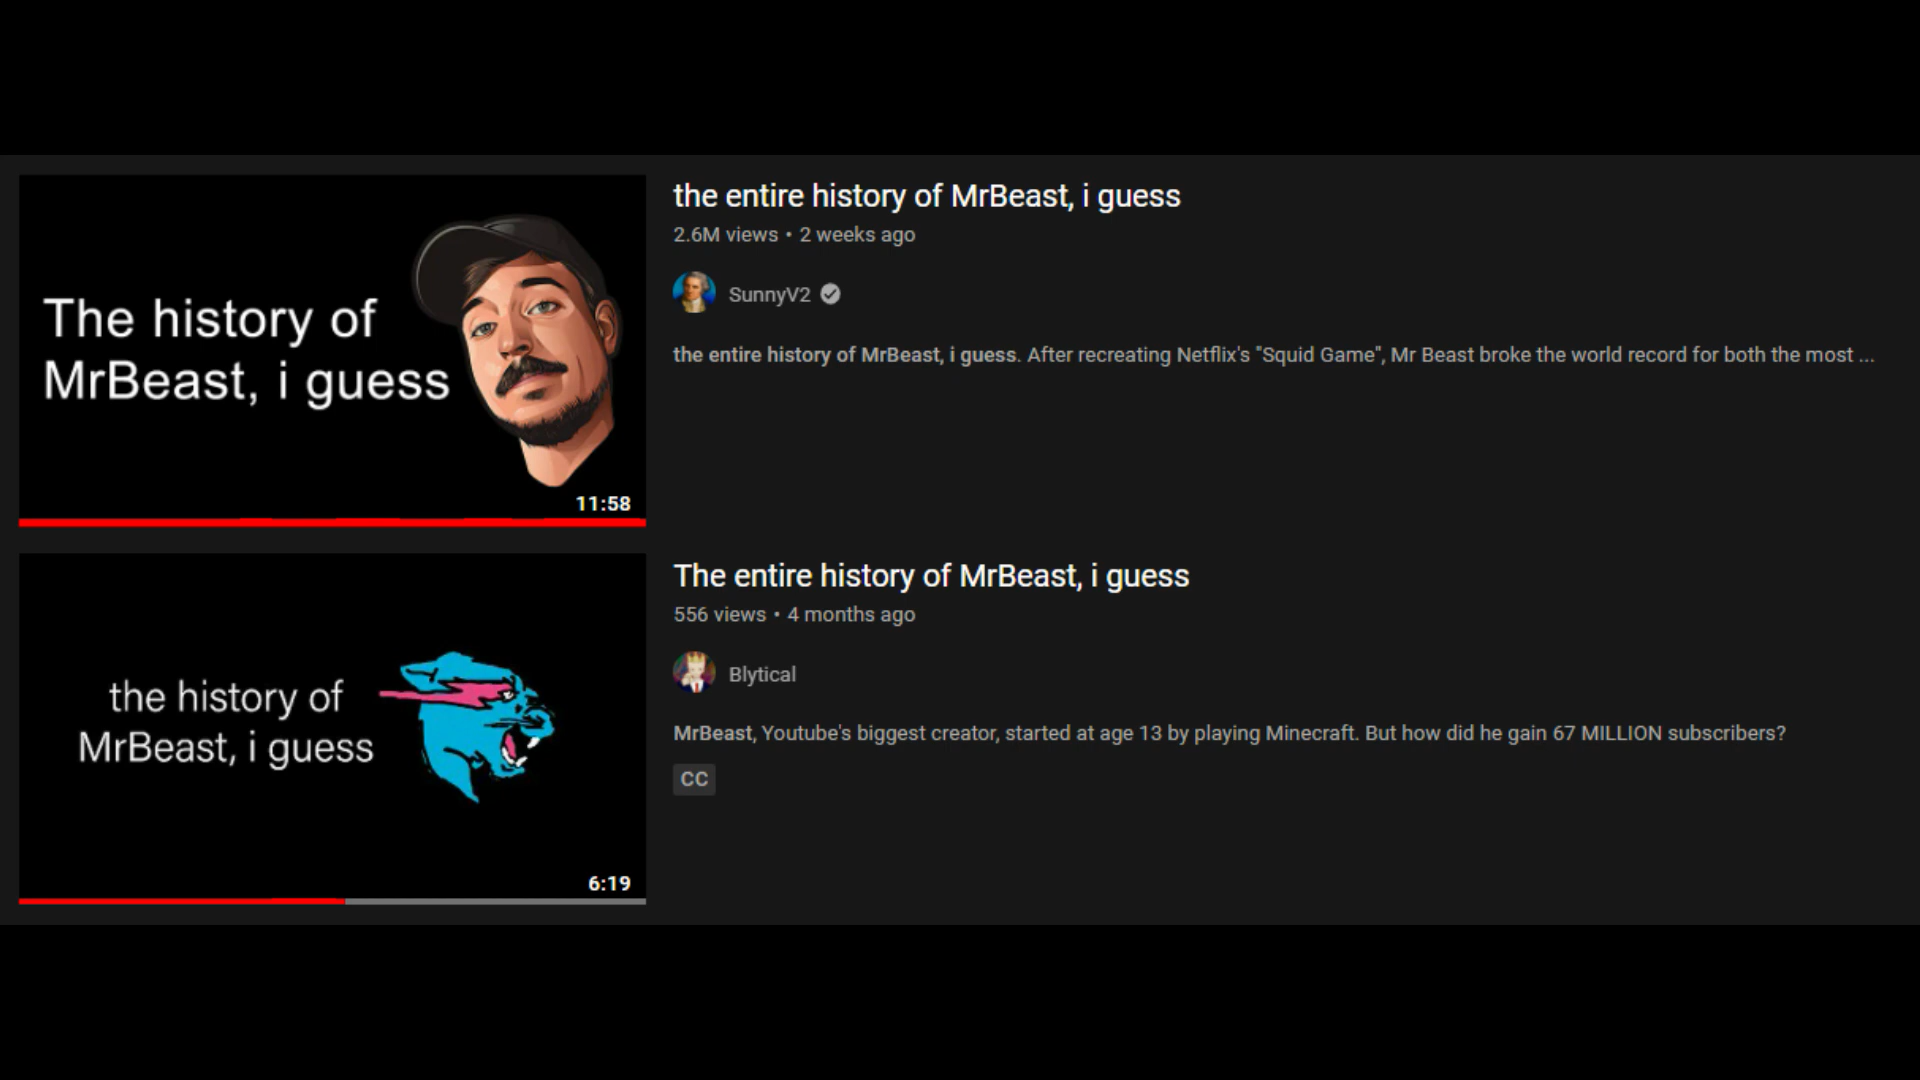 The history of
MrBeast, i guess
11:58
the entire history of MrBeast, i guess
2.6M views • 2 weeks ago
SunnyV2
the entire history of MrBeast, i guess. After recreating Netflix's "Squid Game", Mr Beast broke the world record for both the most ...
the history of
MrBeast, i guess
6:19
The entire history of MrBeast, i guess
556 views • 4 months ago
Blytical
MrBeast, Youtube's biggest creator, started at age 13 by playing Minecraft. But how did he gain 67 MILLION subscribers?
CC